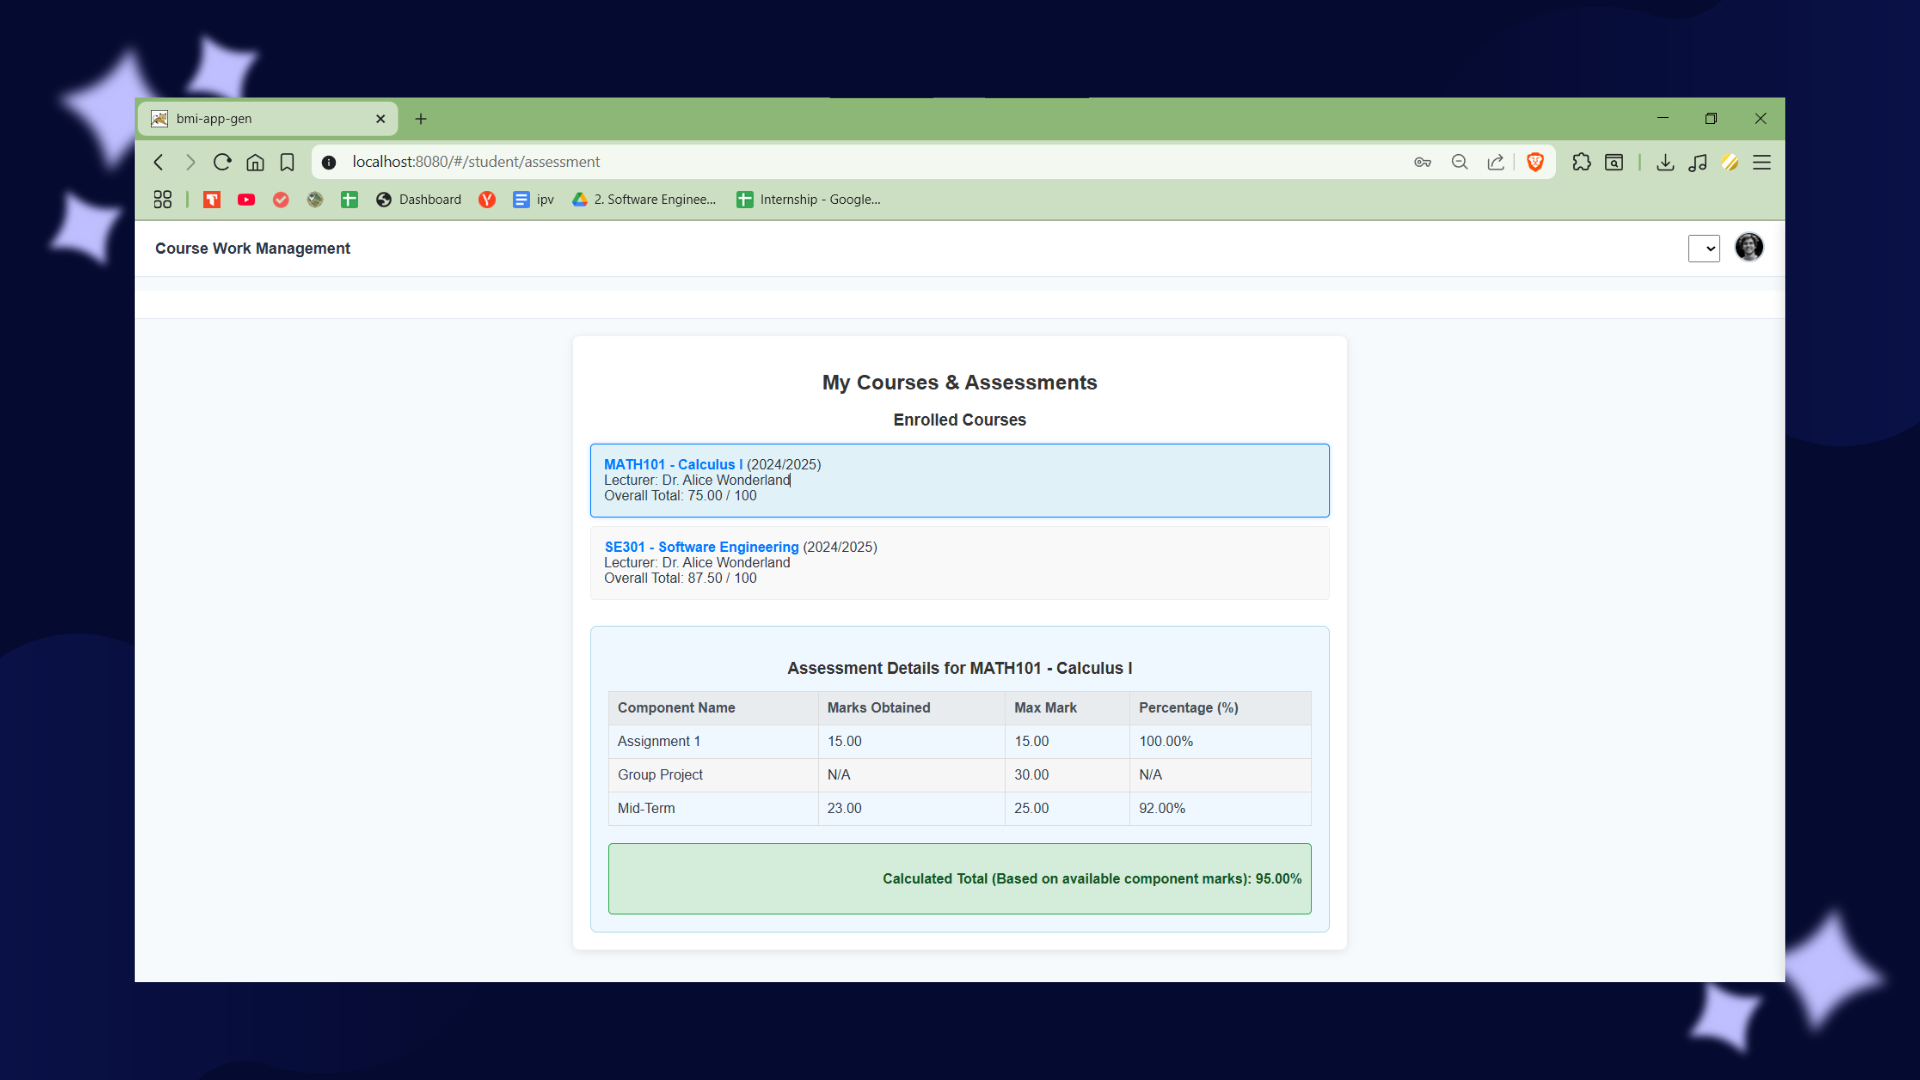 bmi-app-gen
localhost:8080/#/student/assessment
Dashboard
Y
ipv
2. Software Enginee...
Internship - Google...
Course Work Management
My Courses & Assessments
Enrolled Courses
MATH101 - Calculus I (2024/2025)
Lecturer: Dr. Alice Wonderland
Overall Total: 75.00 / 100
SE301 - Software Engineering (2024/2025)
Lecturer: Dr. Alice Wonderland
Overall Total: 87.50 / 100
Assessment Details for MATH101 - Calculus I
Component Name Marks Obtained Max Mark Percentage (%)
Assignment 1 15.00 15.00 100.00%
Group Project N/A 30.00 N/A
Mid-Term 23.00 25.00 92.00%
Calculated Total (Based on available component marks): 95.00%